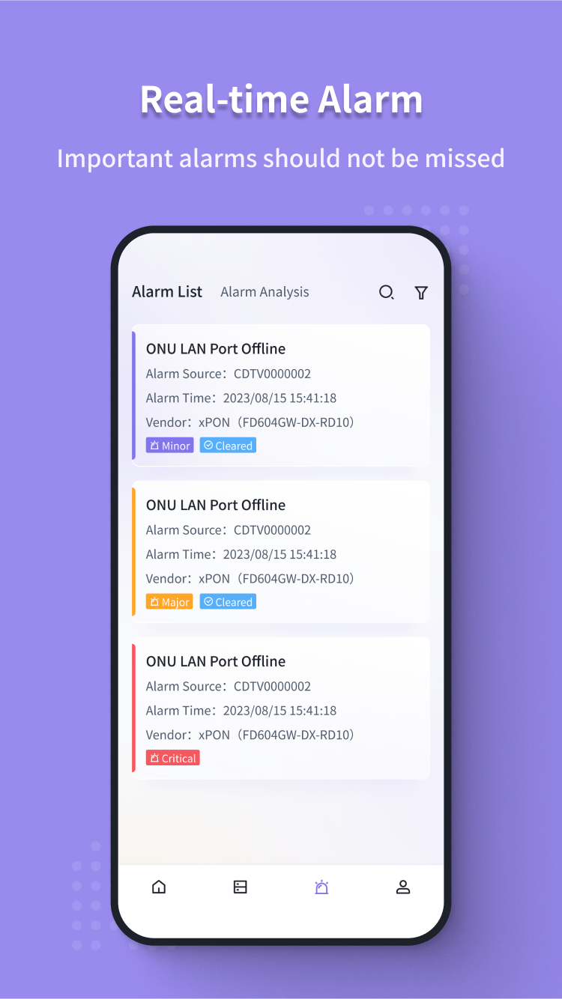 Real-time Alarm
Important alarms should not be missed
Alarm List Alarm Analysis
ONU LAN Port Offline
Alarm Source：CDTV0000002
Alarm Time：2023/08/15 15:41:18
Vendor：xPON（FD604GW-DX-RD10）
Minor Cleared
ONU LAN Port Offline
Alarm Source：CDTV0000002
Alarm Time：2023/08/15 15:41:18
Vendor：xPON（FD604GW-DX-RD10）
Major Cleared
ONU LAN Port Offline
Alarm Source：CDTV0000002
Alarm Time：2023/08/15 15:41:18
Vendor：xPON（FD604GW-DX-RD10）
Critical